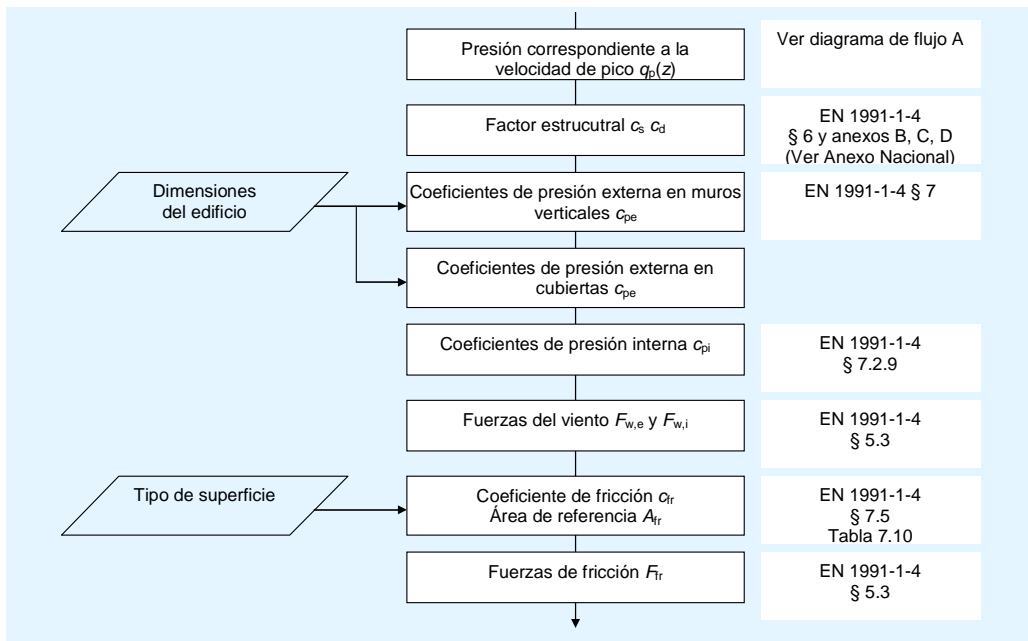 Presión correspondiente a la
velocidad de pico qp(z)
Ver diagrama de flujo A
Factor estrucutral cs cd
EN 1991-1-4
§ 6 y anexos B, C, D
(Ver Anexo Nacional)
Dimensiones
del edificio
Coeficientes de presión externa en muros
verticales cpe
EN 1991-1-4 § 7
Coeficientes de presión externa en
cubiertas cpe
Coeficientes de presión interna cpi
EN 1991-1-4
§ 7.2.9
Fuerzas del viento Fw,e y Fw,i
EN 1991-1-4
§ 5.3
Tipo de superficie
Coeficiente de fricción cfr
Área de referencia Afr
EN 1991-1-4
§ 7.5
Tabla 7.10
Fuerzas de fricción Ffr
EN 1991-1-4
§ 5.3